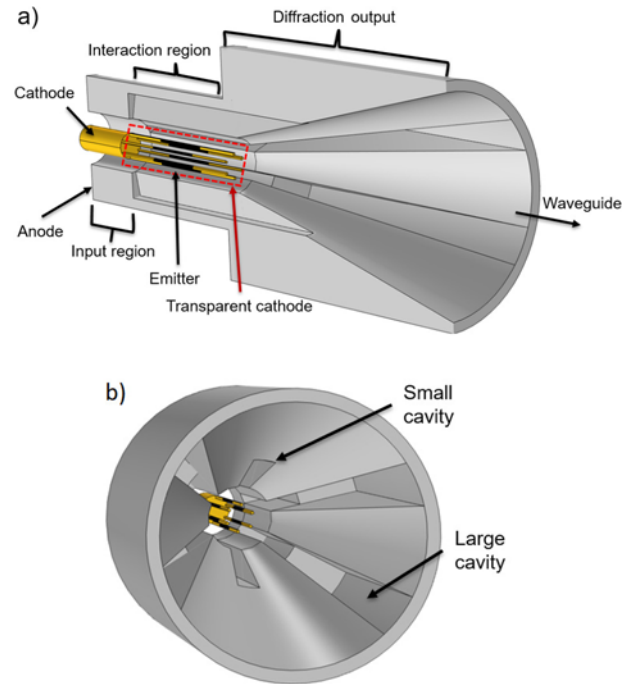 a)
Diffraction output
Interaction region
Cathode
Waveguide
Anode
Input region
Emitter
Transparent cathode
b)
Small
cavity
Large
cavity